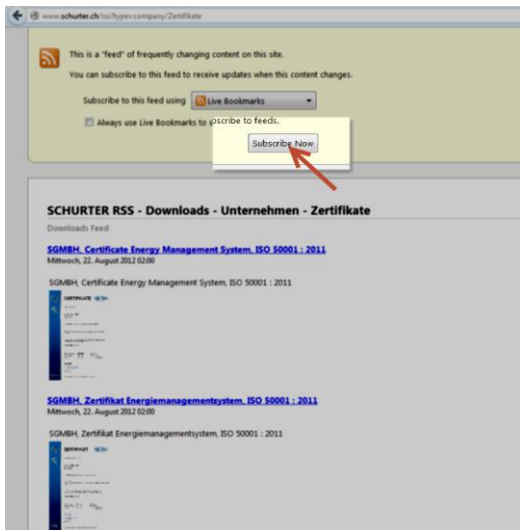 www.schurter.ch/rss?type=company/Zertifikate
This is a "feed" of frequently changing content on this site.
You can subscribe to this feed to receive updates when this content changes.
Subscribe to this feed using Live Bookmarks
Always use Live Bookmarks to
bscribe to feeds.
Subscribe Now
SCHURTER RSS - Downloads - Unternehmen - Zertifikate
Downloads Feed
SGMBH, Certificate Energy Management System, ISO 50001 : 2011
Mittwoch, 22. August 2012 02:00
SGMBH, Certificate Energy Management System, ISO 50001 : 2011
CERTIFICATE
SGMBH, Zertifikat Energiemanagementsystem, ISO 50001 : 2011
Mittwoch, 22. August 2012 02:00
SGMBH, Zertifikat Energiemanagementsystem, ISO 50001 : 2011
ZERTIFIKAT